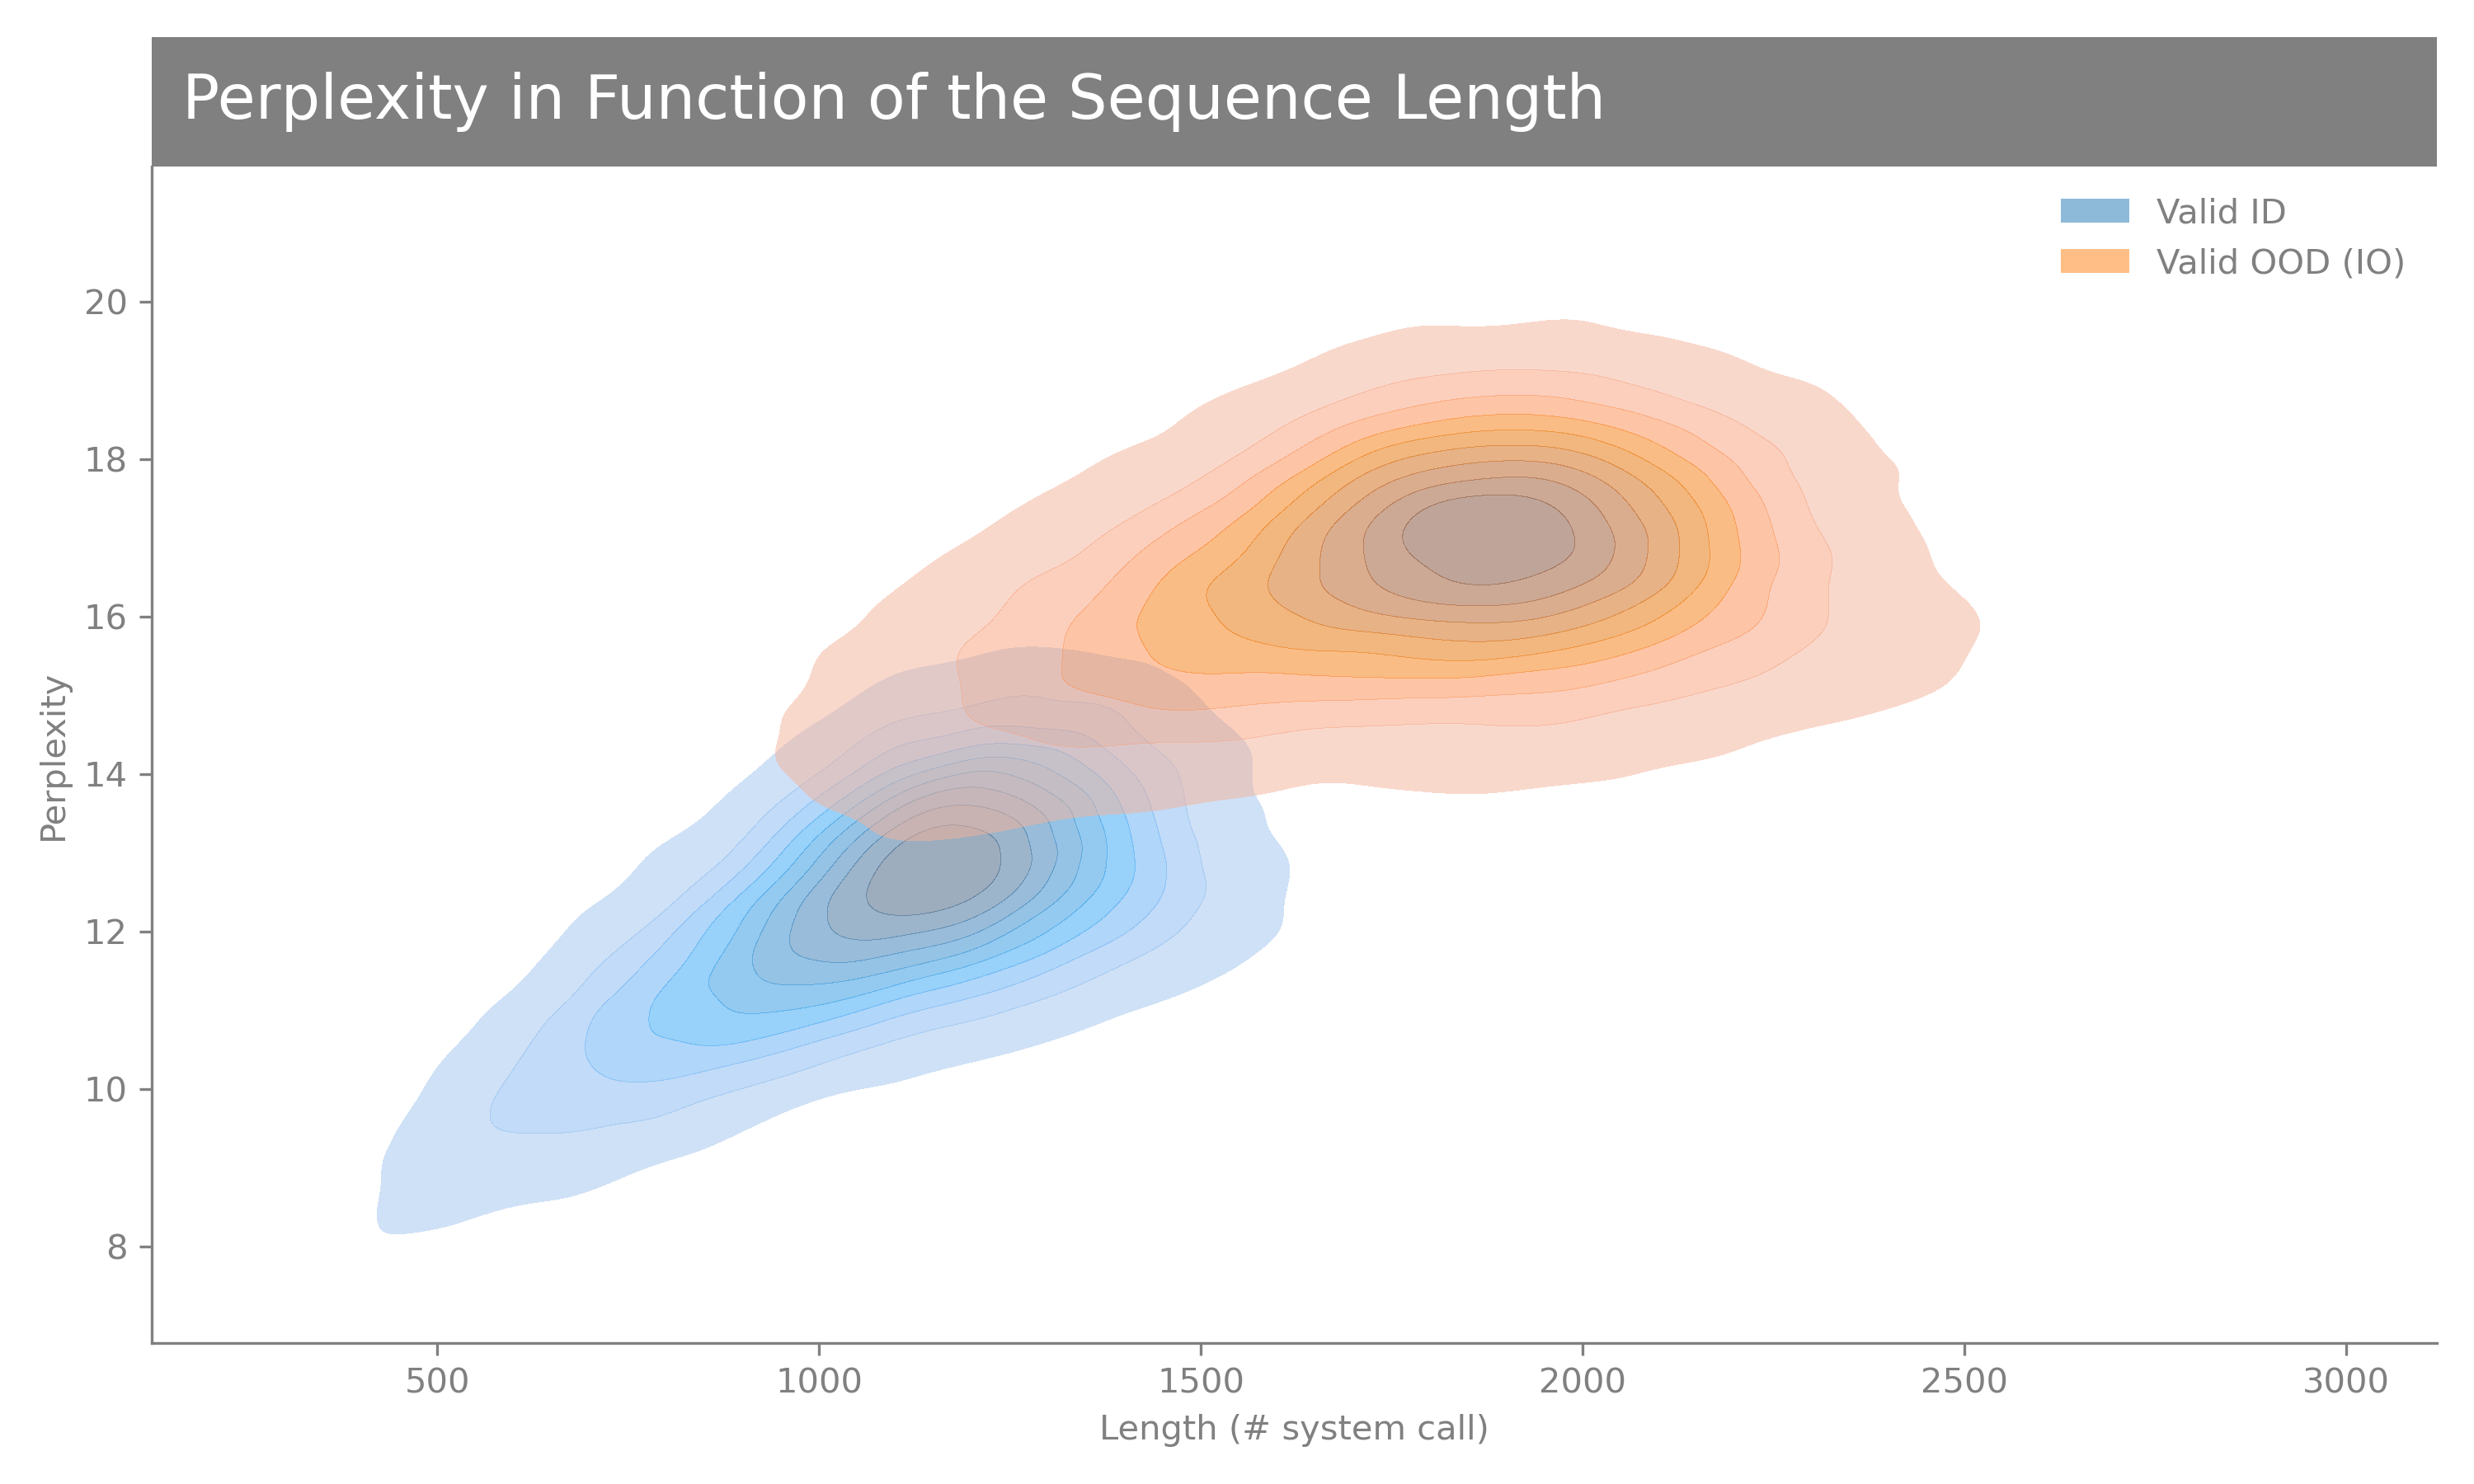 Perplexity in Function of the Sequence Length
Valid ID
Valid OOD (IO)
20
18
16
14
12
10
8
Perplexity
500 1000 1500 2000 2500 3000
Length (# system call)